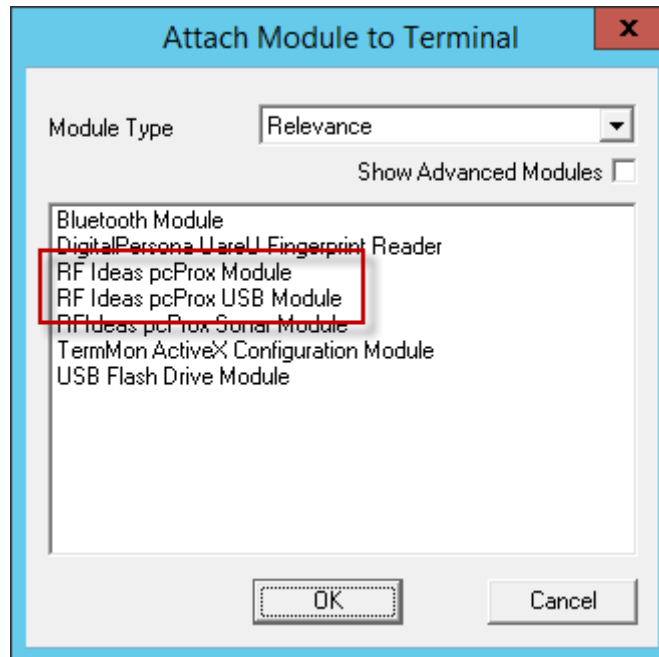 Attach Module to Terminal
x
Module Type Relevance
Show Advanced Modules
Bluetooth Module
DigitalPersona UareU Fingerprint Reader
RF Ideas pcProx Module
RF Ideas pcProx USB Module
RFIdeas pcProx Sonar Module
TermMon ActiveX Configuration Module
USB Flash Drive Module
OK Cancel